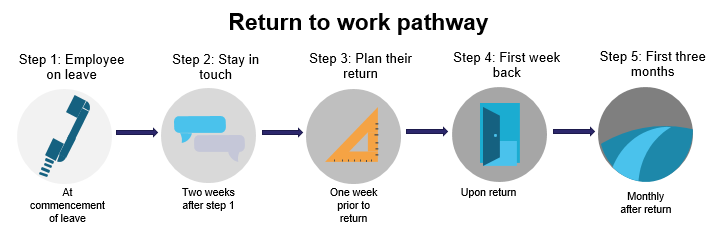 Return to work pathway
Step 1: Employee
on leave
Step 2: Stay in
touch
Step 3: Plan their
return
Step 4: First week
back
Step 5: First three
months
At
commencement
of leave
Two weeks
after step 1
One week
prior to
return
Upon return
Monthly
after return